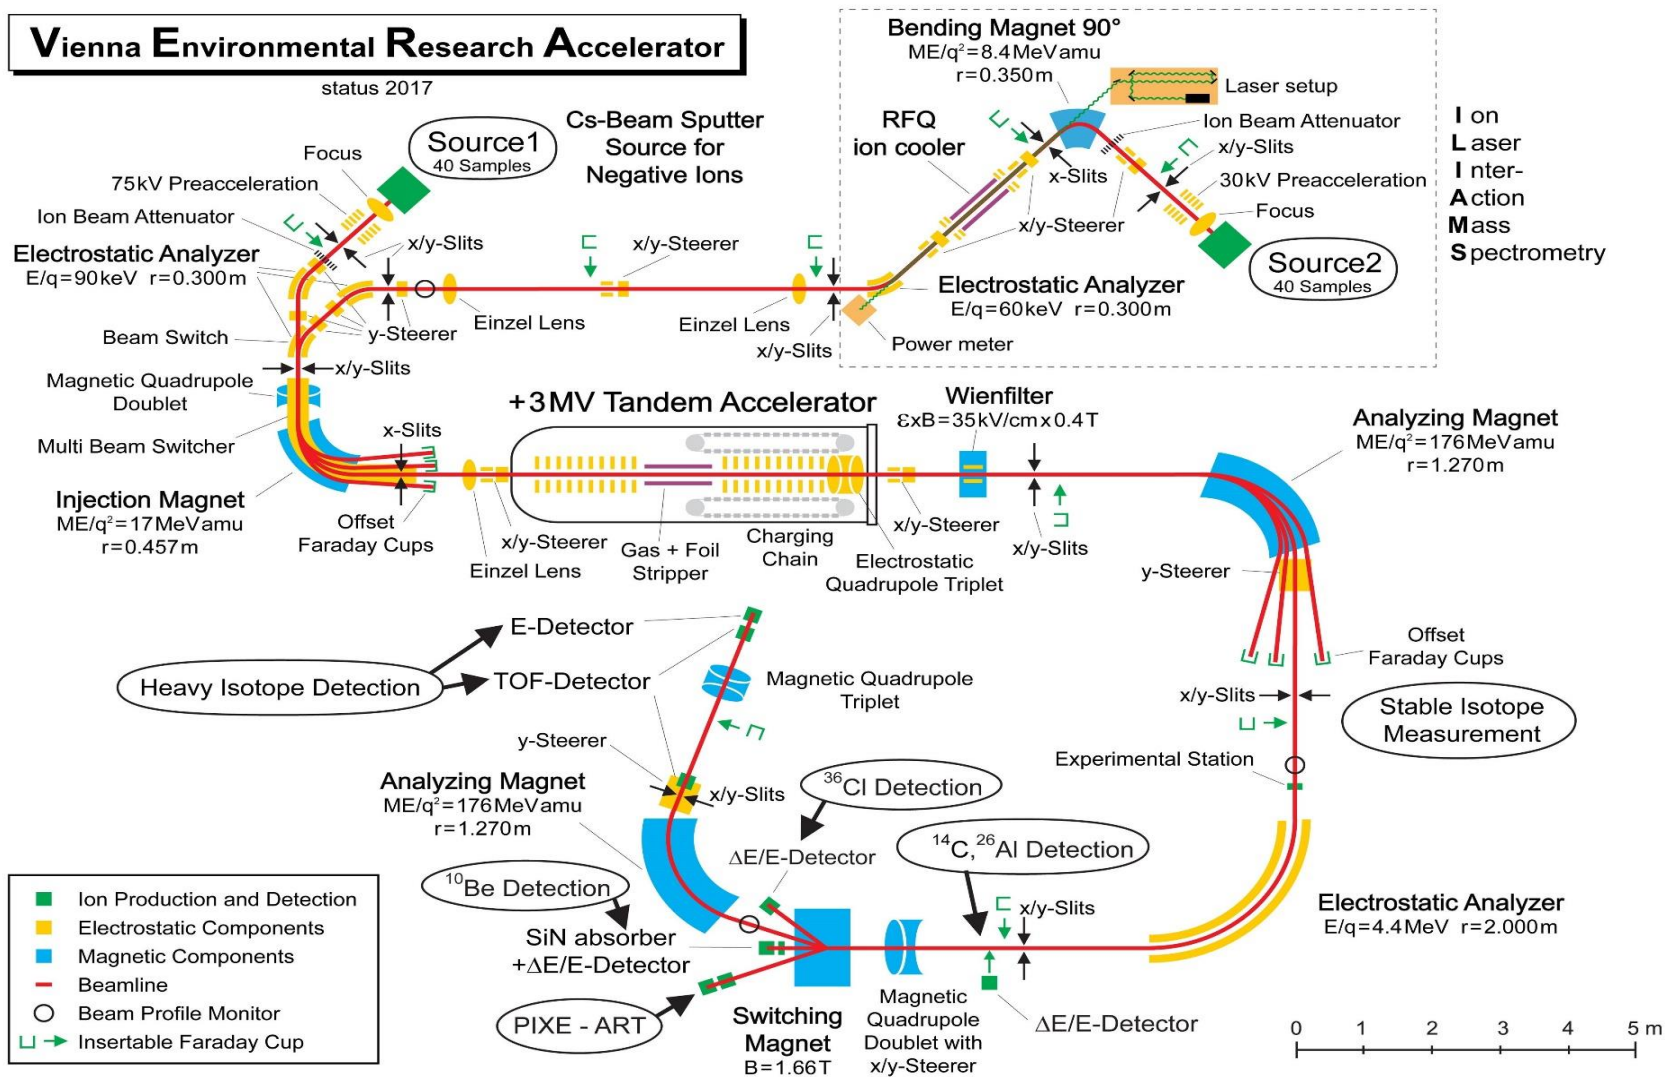 Vienna Environmental Research Accelerator
status 2017
Source1
40 Samples
Focus
75kV Preacceleration
Ion Beam Attenuator
x/y-Slits
Electrostatic Analyzer
E/q=90keV r=0.300m
Cs-Beam Sputter
Source for
Negative Ions
x/y-Steerer
y-Steerer
Einzel Lens
Einzel Lens
x/y-Slits
Beam Switch
x/y-Slits
Magnetic Quadrupole
Doublet
Multi Beam Switcher
x-Slits
Injection Magnet
ME/q²=17MeVamu
r=0.457m
Offset
Faraday Cups
Bending Magnet 90°
ME/q²=8.4MeVamu
r=0.350m
Laser setup
RFQ
ion cooler
Ion Beam Attenuator
x/y-Slits
x-Slits
30kV Preacceleration
x/y-Steerer
Focus
Source2
40 Samples
Electrostatic Analyzer
E/q=60keV r=0.300m
Power meter
Ion
Laser
Inter-
Action
Mass
Spectrometry
+3MV Tandem Accelerator
x/y-Steerer
Einzel Lens
Gas + Foil
Stripper
Charging
Chain
Electrostatic
Quadrupole Triplet
x/y-Steerer
Wienfilter
ɛxB=35kV/cmx0.4T
x/y-Slits
Analyzing Magnet
ME/q²=176MeVamu
r=1.270m
y-Steerer
Offset
Faraday Cups
x/y-Slits
Stable Isotope
Measurement
Experimental Station
E-Detector
Heavy Isotope Detection
TOF-Detector
Magnetic Quadrupole
Triplet
y-Steerer
Analyzing Magnet
ME/q²=176MeVamu
r=1.270m
x/y-Slits
³⁶Cl Detection
ΔE/E-Detector
¹⁴C,²⁶Al Detection
¹⁰Be Detection
SiN absorber
+ΔE/E-Detector
x/y-Slits
Electrostatic Analyzer
E/q=4.4MeV r=2.000m
PIXE - ART
Switching
Magnet
B=1.66T
Magnetic
Quadrupole
Doublet with
x/y-Steerer
ΔE/E-Detector
Ion Production and Detection
Electrostatic Components
Magnetic Components
Beamline
Beam Profile Monitor
Insertable Faraday Cup
0 1 2 3 4 5 m